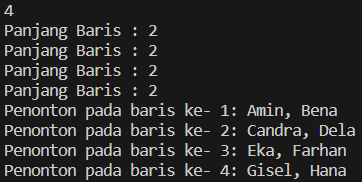 4
Panjang Baris : 2
Panjang Baris : 2
Panjang Baris : 2
Panjang Baris : 2
Penonton pada baris ke- 1: Amin, Bena
Penonton pada baris ke- 2: Candra, Dela
Penonton pada baris ke- 3: Eka, Farhan
Penonton pada baris ke- 4: Gisel, Hana